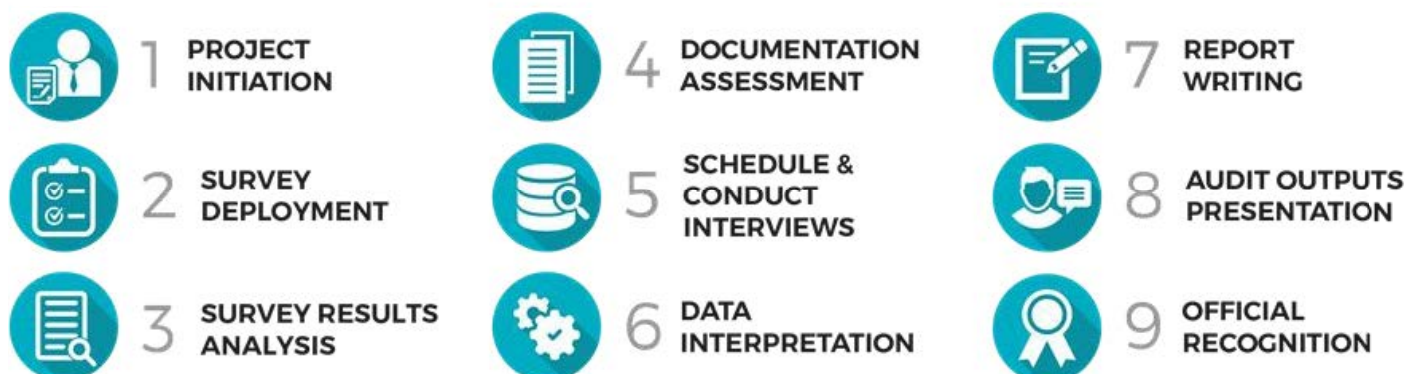 1 PROJECT
INITIATION
2 SURVEY
DEPLOYMENT
3 SURVEY RESULTS
ANALYSIS
4 DOCUMENTATION
ASSESSMENT
5 SCHEDULE &
CONDUCT
INTERVIEWS
6 DATA
INTERPRETATION
7 REPORT
WRITING
8 AUDIT OUTPUTS
PRESENTATION
9 OFFICIAL
RECOGNITION